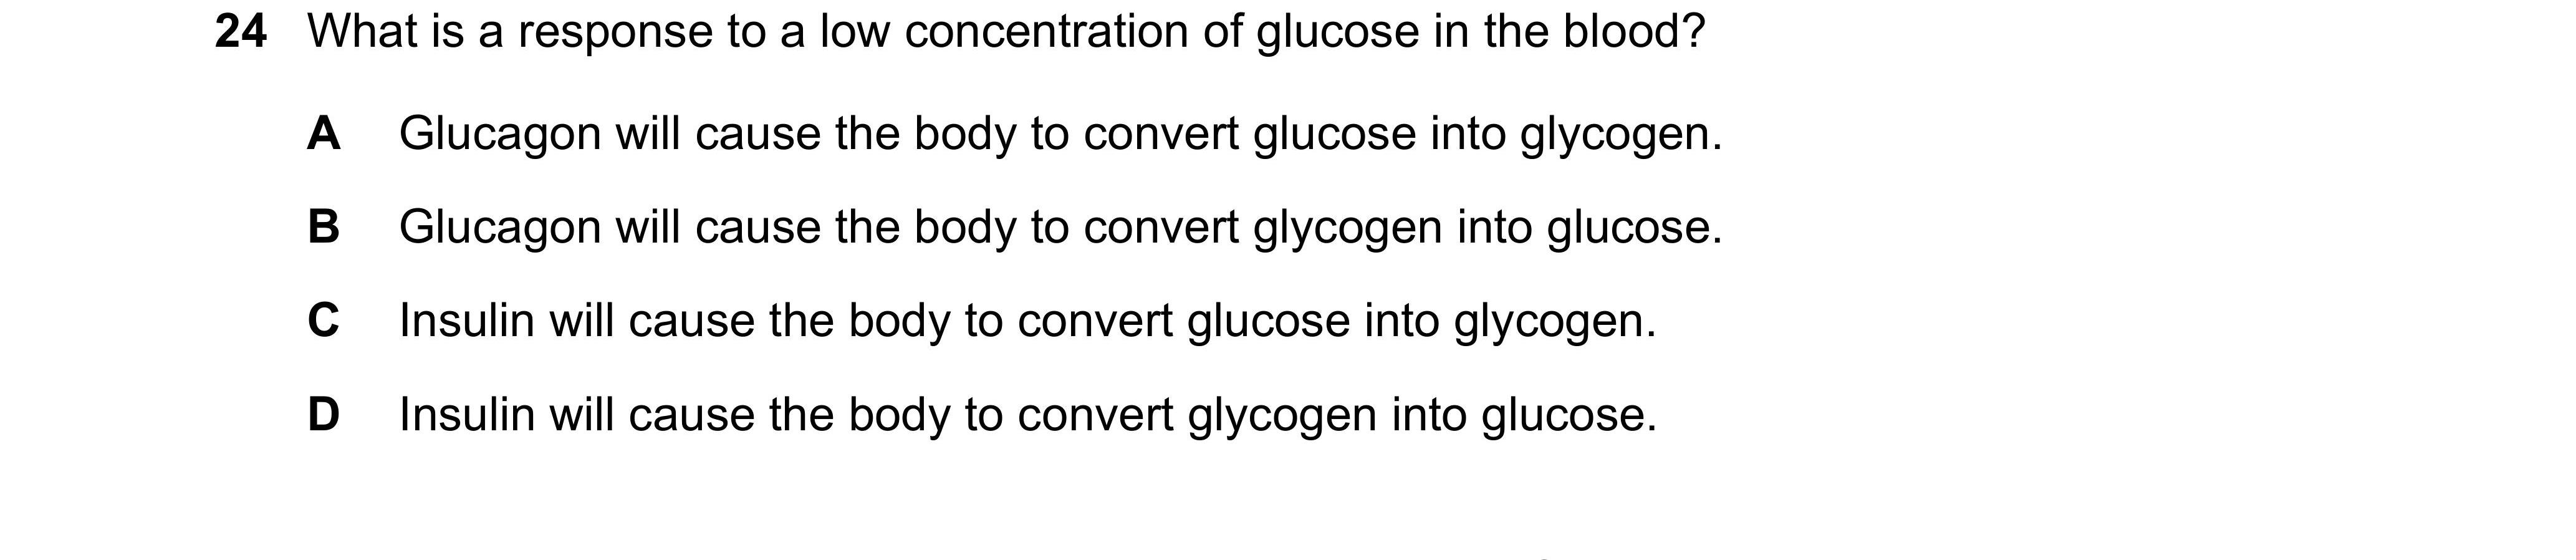 24 What is a response to a low concentration of glucose in the blood?
A Glucagon will cause the body to convert glucose into glycogen.
B Glucagon will cause the body to convert glycogen into glucose.
C Insulin will cause the body to convert glucose into glycogen.
D Insulin will cause the body to convert glycogen into glucose.